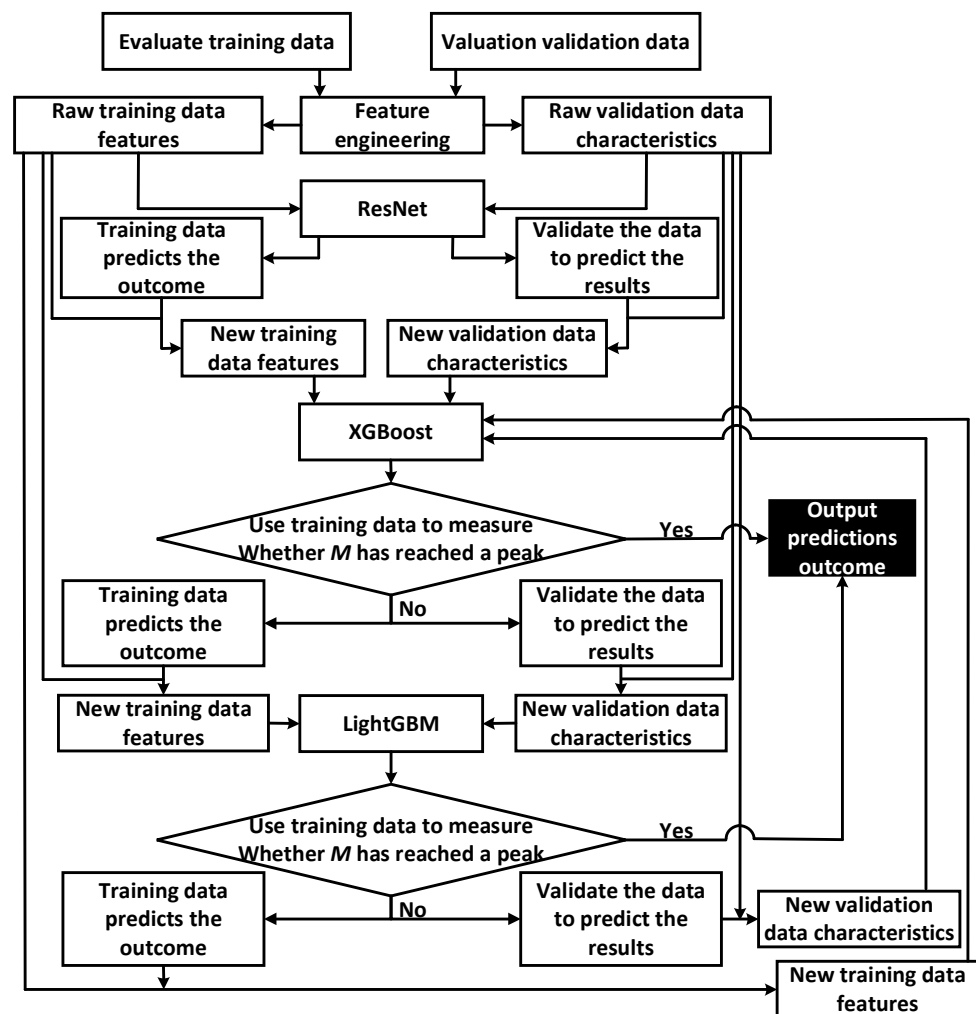 Evaluate training data
Valuation validation data
Raw training data
features
Feature
engineering
Raw validation data
characteristics
ResNet
Training data
predicts the
outcome
Validate the data
to predict the
results
New training
data features
New validation data
characteristics
XGBoost
Use training data to measure
Whether M has reached a peak
Yes
Output
predictions
outcome
No
Training data
predicts the
outcome
Validate the data
to predict the
results
New training data
features
LightGBM
New validation data
characteristics
Use training data to measure
Whether M has reached a peak
Yes
No
Training data
predicts the
outcome
Validate the data
to predict the
results
New validation
data characteristics
New training data
features